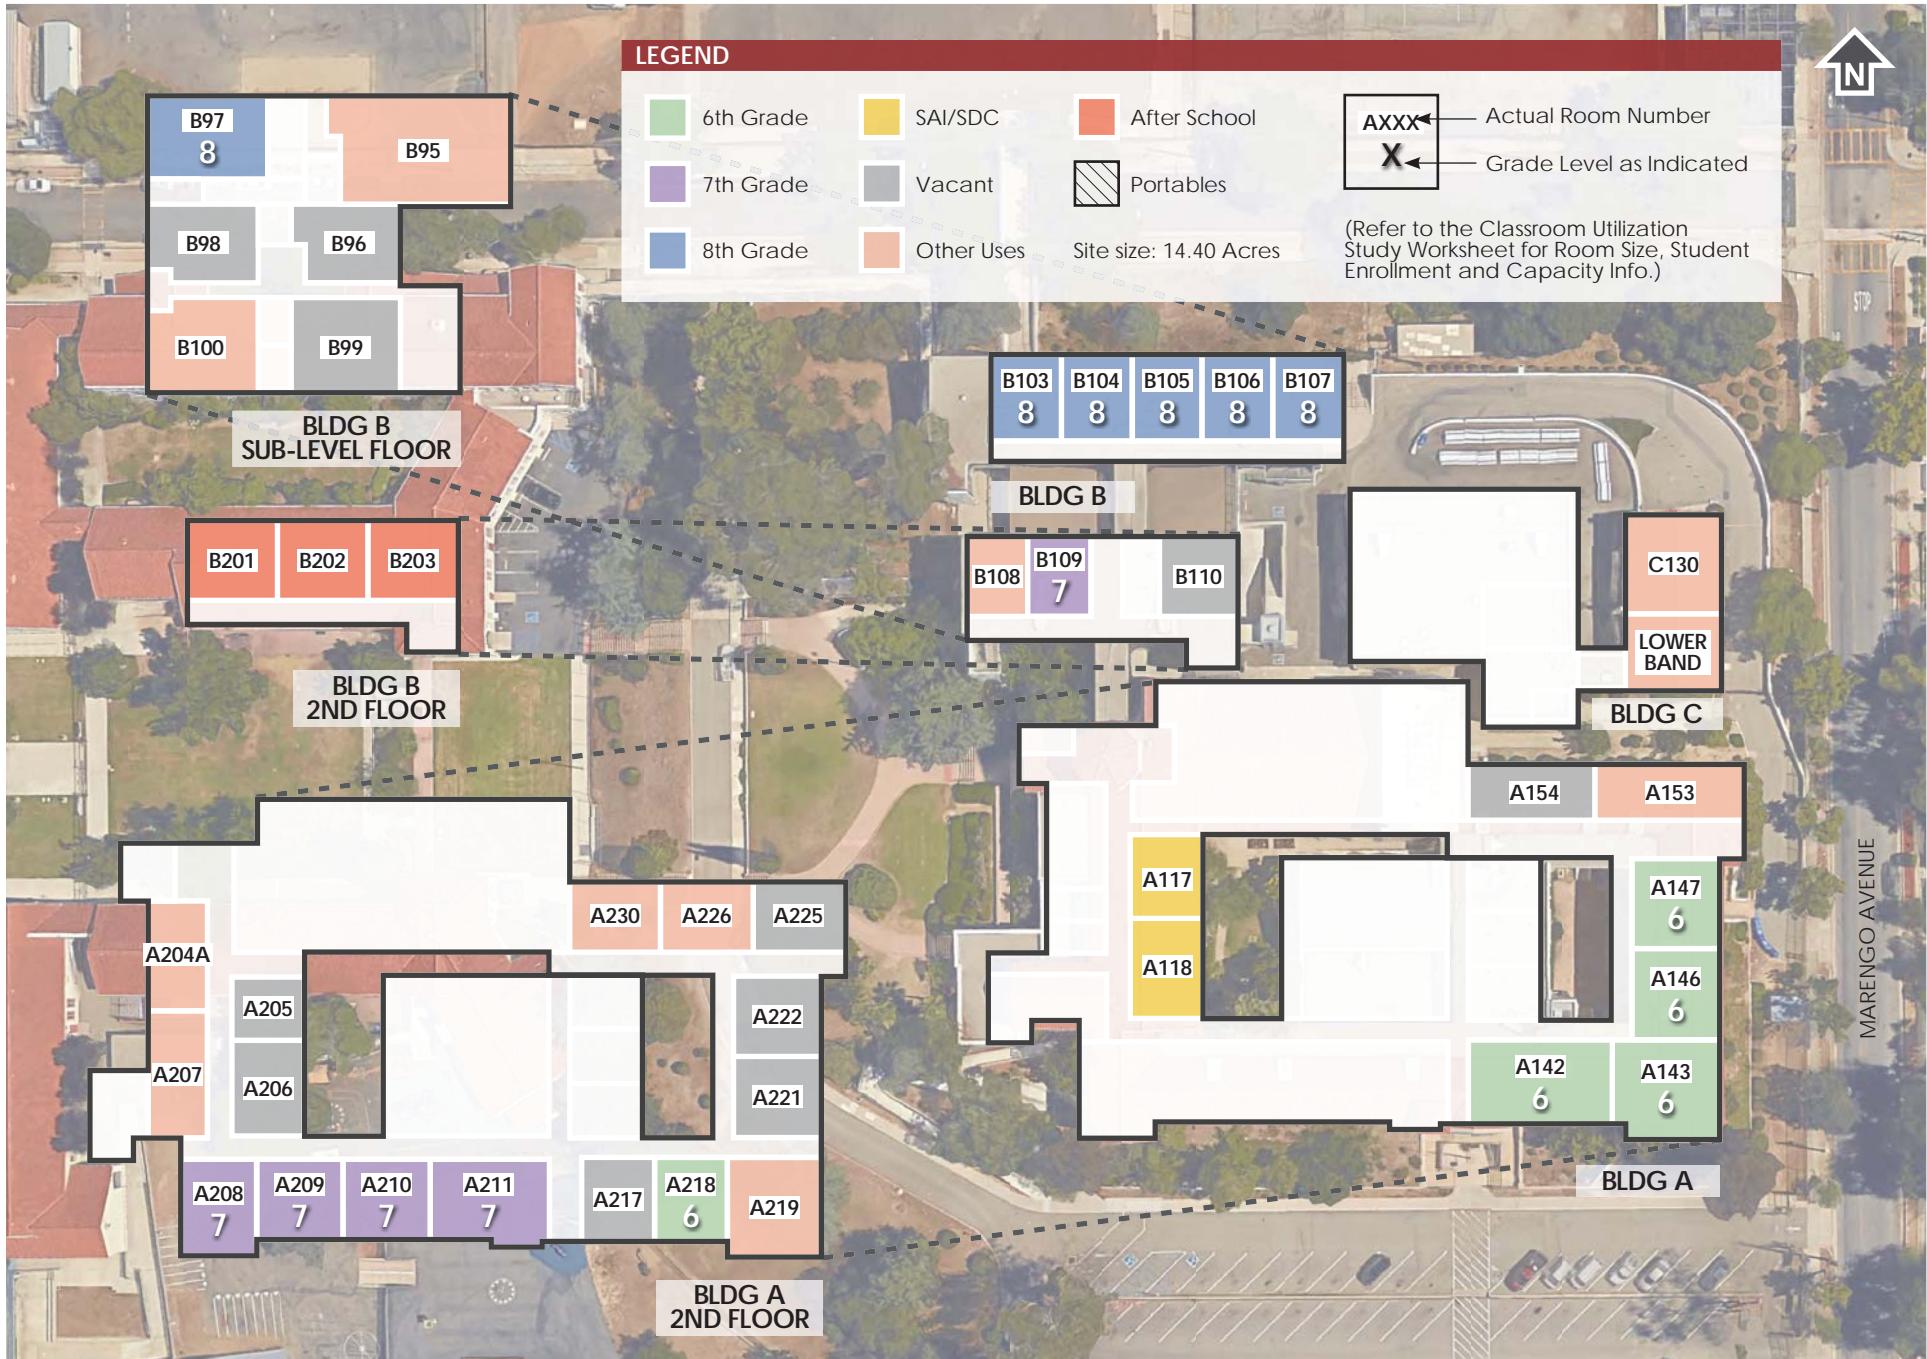 LEGEND
6th Grade
SAI/SDC
After School
7th Grade
Vacant
Portables
8th Grade
Other Uses
Site size: 14.40 Acres
AXXX
X
Actual Room Number
Grade Level as Indicated
(Refer to the Classroom Utilization
Study Worksheet for Room Size, Student
Enrollment and Capacity Info.)
N
B97
8
B95
B98
B96
B100
B99
BLDG B
SUB-LEVEL FLOOR
B103
8
B104
8
B105
8
B106
8
B107
8
BLDG B
STOP
B201
B202
B203
BLDG B
2ND FLOOR
B108
B109
7
B110
C130
LOWER
BAND
BLDG C
A154
A153
A117
A118
A147
6
A146
6
A142
6
A143
6
BLDG A
MARENGO AVENUE
A230
A226
A225
A204A
A205
A206
A207
A222
A221
A208
7
A209
7
A210
7
A211
7
A217
A218
6
A219
BLDG A
2ND FLOOR